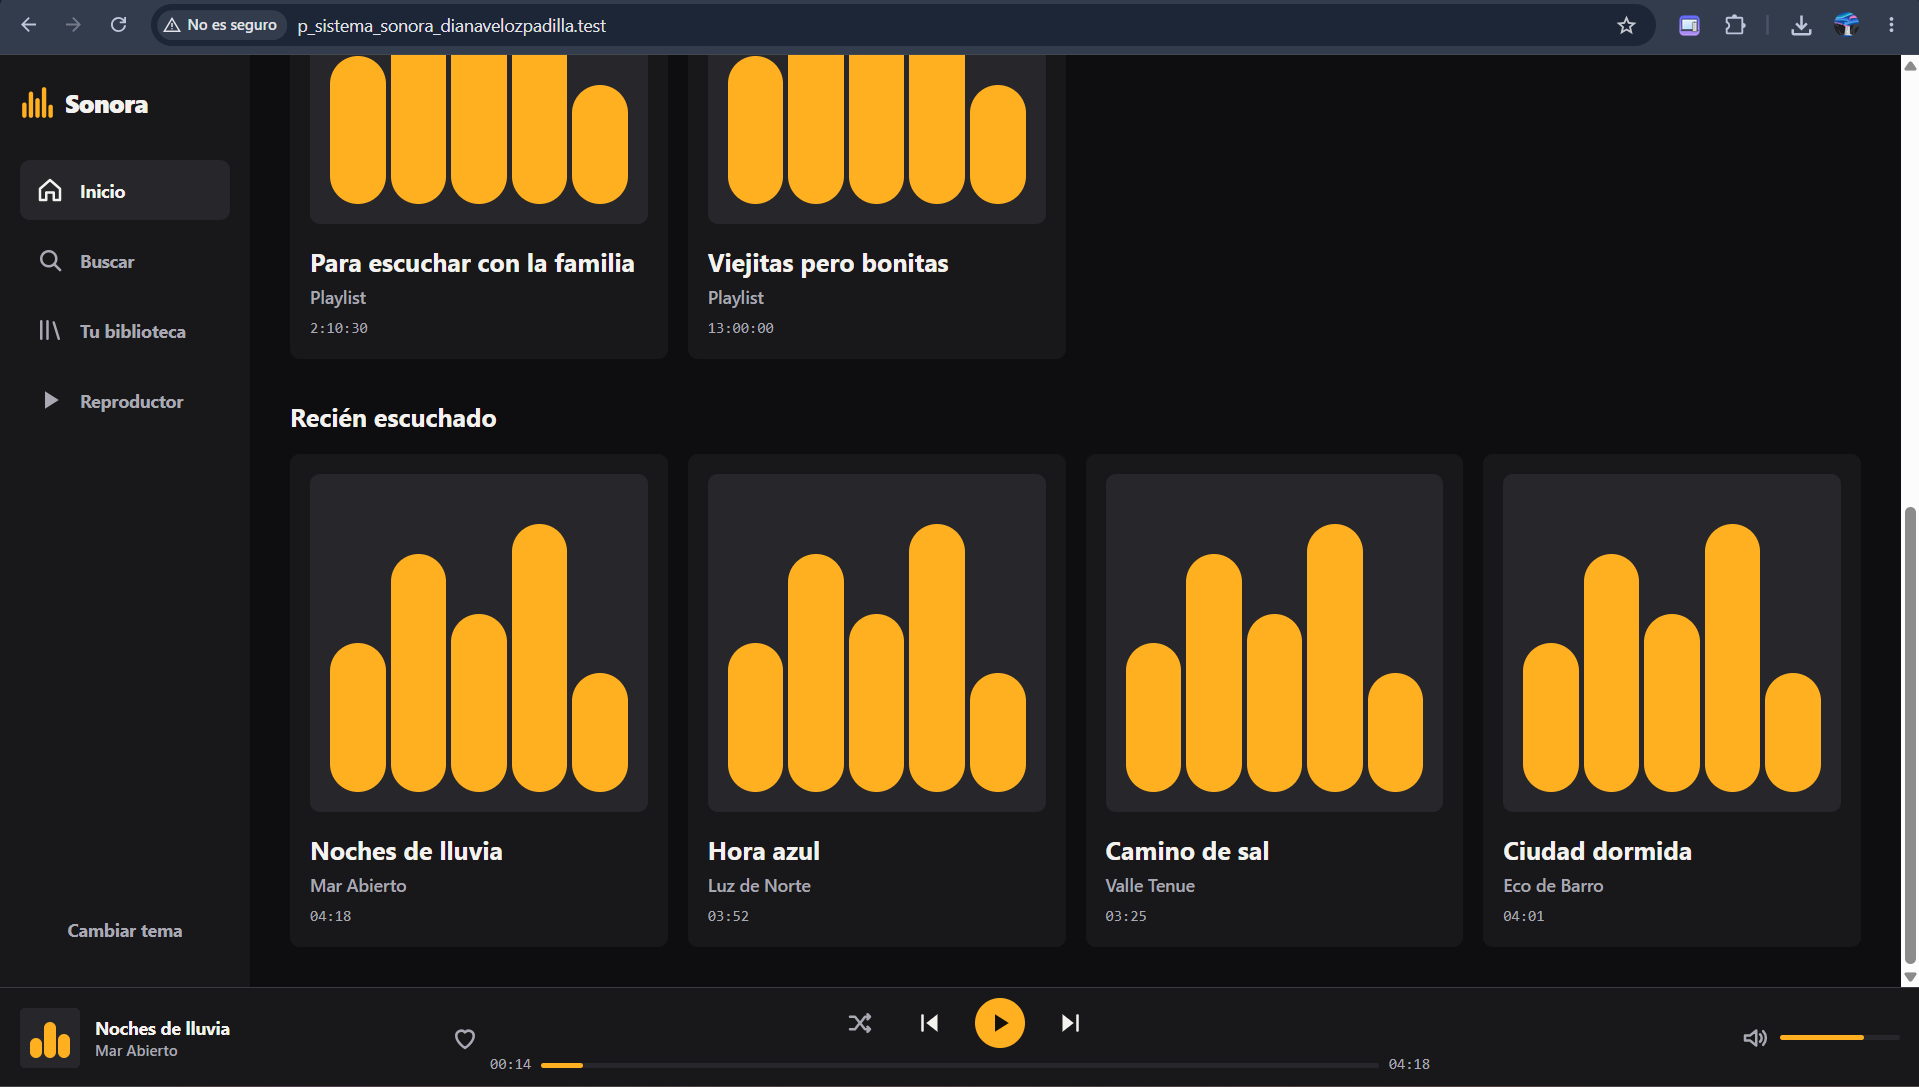 No es seguro
p_sistema_sonora_dianavelozpadilla.test
Sonora
Inicio
Buscar
Tu biblioteca
Reproductor
Cambiar tema
Para escuchar con la familia
Playlist
2:10:30
Viejitas pero bonitas
Playlist
13:00:00
Recién escuchado
Noches de lluvia
Mar Abierto
04:18
Hora azul
Luz de Norte
03:52
Camino de sal
Valle Tenue
03:25
Ciudad dormida
Eco de Barro
04:01
Noches de lluvia
Mar Abierto
00:14
04:18